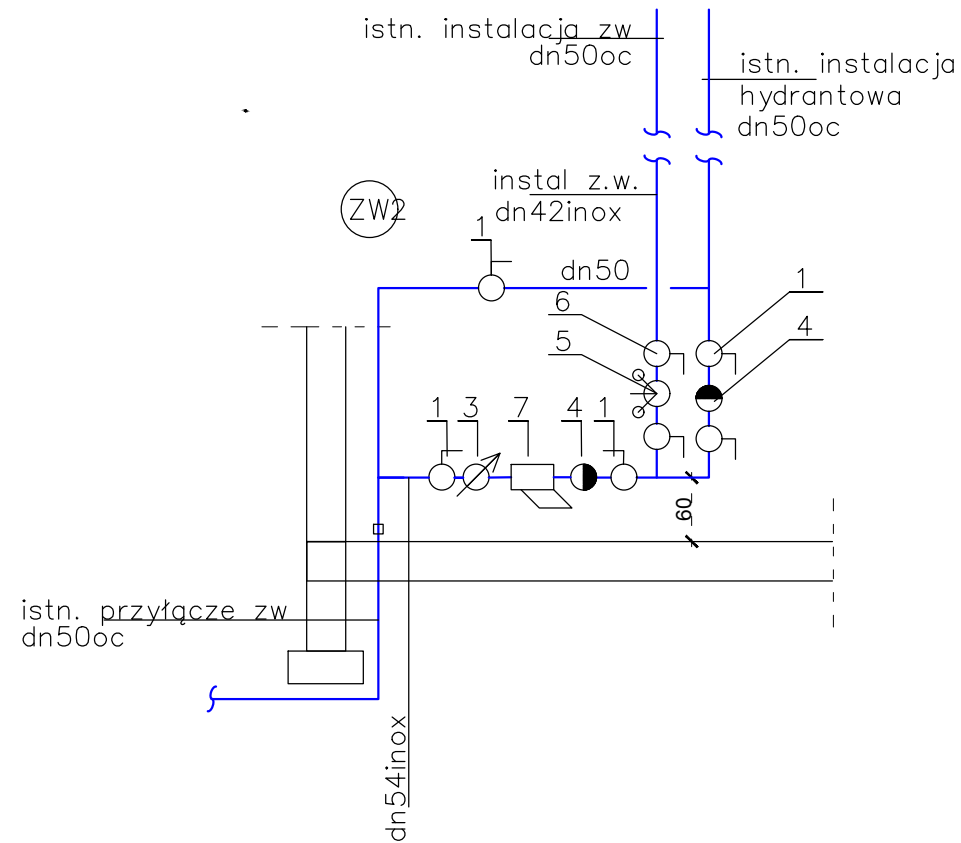 istn. instalacja zw
dn50oc
istn. instalacja
hydrantowa
dn50oc
instal z.w.
dn42inox
ZW2
1
dn50
6
1
5
4
1
3
7
4
1
60
istn. przyłącze zw
dn50oc
dn54inox